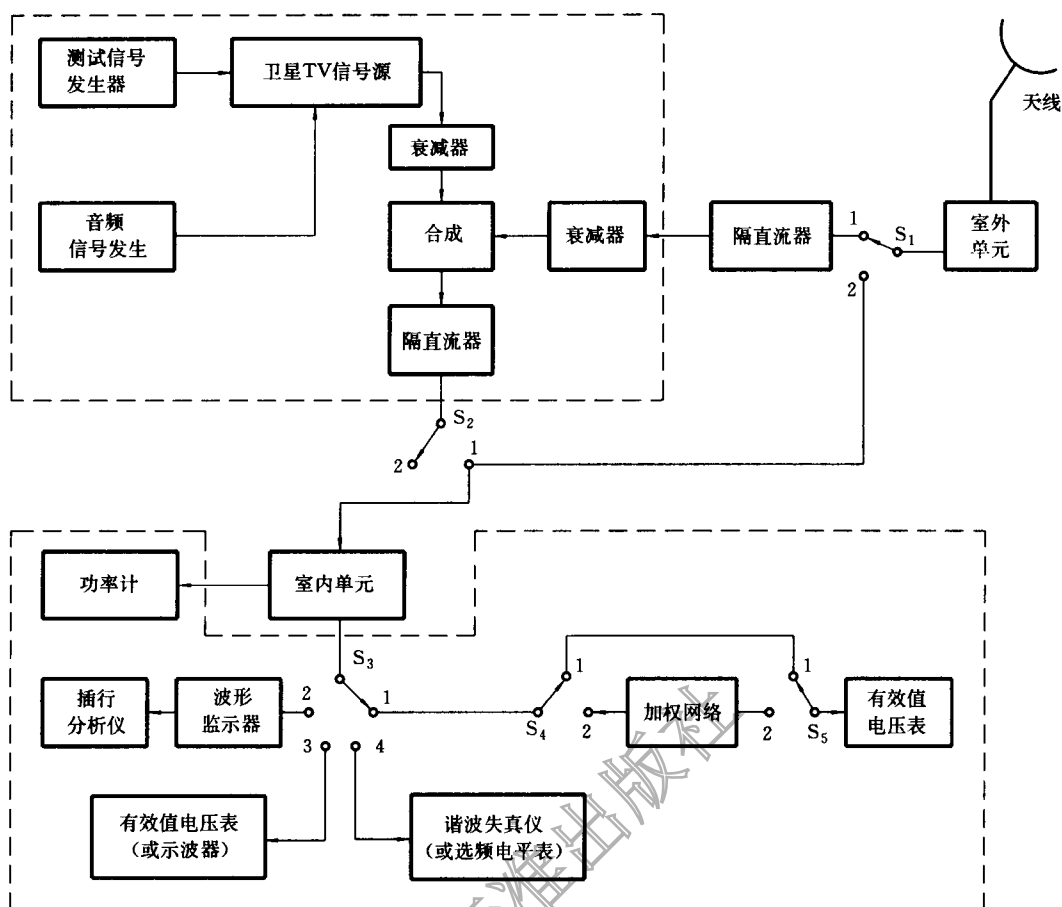 测试信号
发生器
卫星TV信号源
天线
衰减器
音频
信号发生
合成
衰减器
隔直流器
1
S1
2
室外
单元
隔直流器
S2
2
1
功率计
室内单元
S3
插行
分析仪
波形
监示器
2
1
3
4
S4
1
2
加权网络
1
2
S5
有效值
电压表
有效值电压表
（或示波器）
谐波失真仪
（或选频电平表）
准出版社